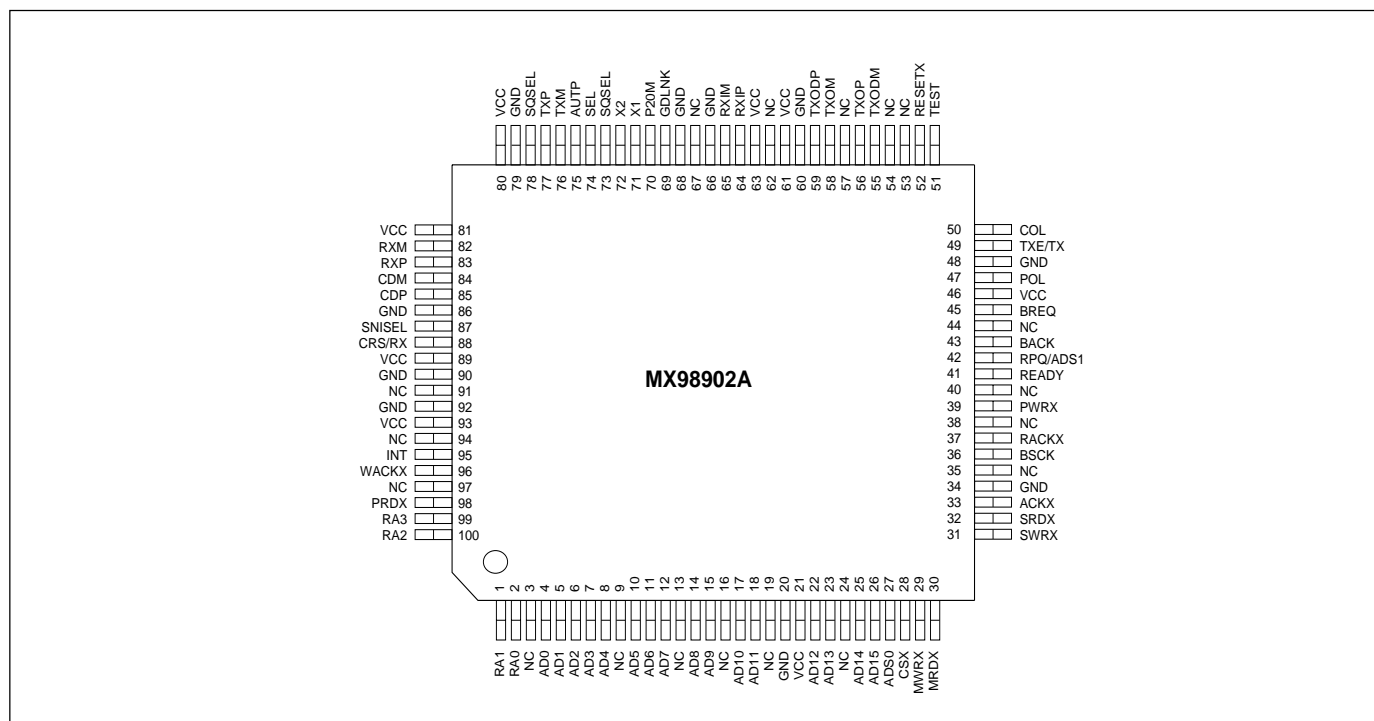 VCC GND SQSEL TXP TXM AUTP SEL SQSEL X2 X1 P20M GDLNK GND NC GND RXIM RXIP VCC NC VCC GND TXODP TXOM NC TXOP TXODM NC NC RESETX TEST
80 79 78 77 76 75 74 73 72 71 70 69 68 67 66 65 64 63 62 61 60 59 58 57 56 55 54 53 52 51
VCC 81 50 COL
RXM 82 49 TXE/TX
RXP 83 48 GND
CDM 84 47 POL
CDP 85 46 VCC
GND 86 45 BREQ
SNISEL 87 44 NC
CRS/RX 88 43 BACK
VCC 89 42 RPQ/ADS1
GND 90 41 READY
MX98902A
NC 91 40 NC
GND 92 39 PWRX
VCC 93 38 NC
NC 94 37 RACKX
INT 95 36 BSCK
WACKX 96 35 NC
NC 97 34 GND
PRDX 98 33 ACKX
RA3 99 32 SRDX
RA2 100 31 SWRX
1 2 3 4 5 6 7 8 9 10 11 12 13 14 15 16 17 18 19 20 21 22 23 24 25 26 27 28 29 30
RA1 RA0 NC AD0 AD1 AD2 AD3 AD4 NC AD5 AD6 AD7 NC AD8 AD9 NC AD10 AD11 NC GND VCC AD12 AD13 NC AD14 AD15 ADS0 CSX MWRX MRDX